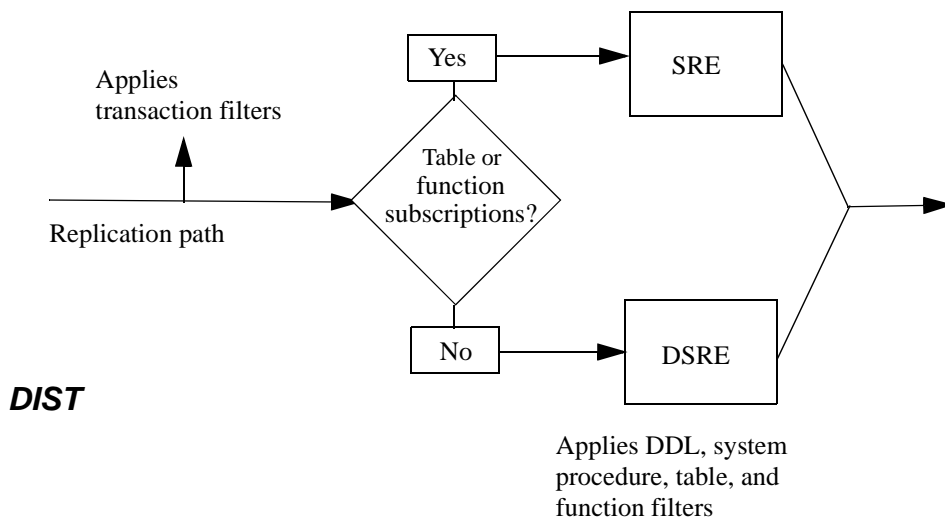 Yes
SRE
Applies
transaction filters
Table or
function
subscriptions?
Replication path
No
DSRE
DIST
Applies DDL, system
procedure, table, and
function filters